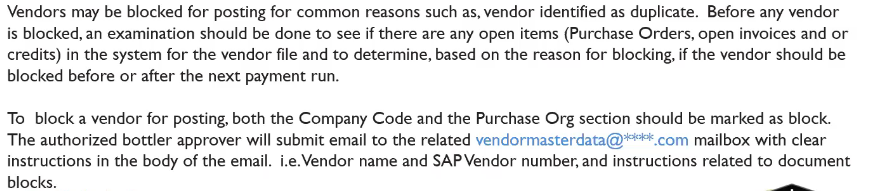 Vendors may be blocked for posting for common reasons such as, vendor identified as duplicate.  Before any vendor
is blocked, an examination should be done to see if there are any open items (Purchase Orders, open invoices and or
credits) in the system for the vendor file and to determine, based on the reason for blocking, if the vendor should be
blocked before or after the next payment run.

To  block a vendor for posting, both the Company Code and the Purchase Org section should be marked as block.
The authorized bottler approver will submit email to the related vendormasterdata@****.com mailbox with clear
instructions in the body of the email.  i.e. Vendor name and SAP Vendor number, and instructions related to document
blocks.